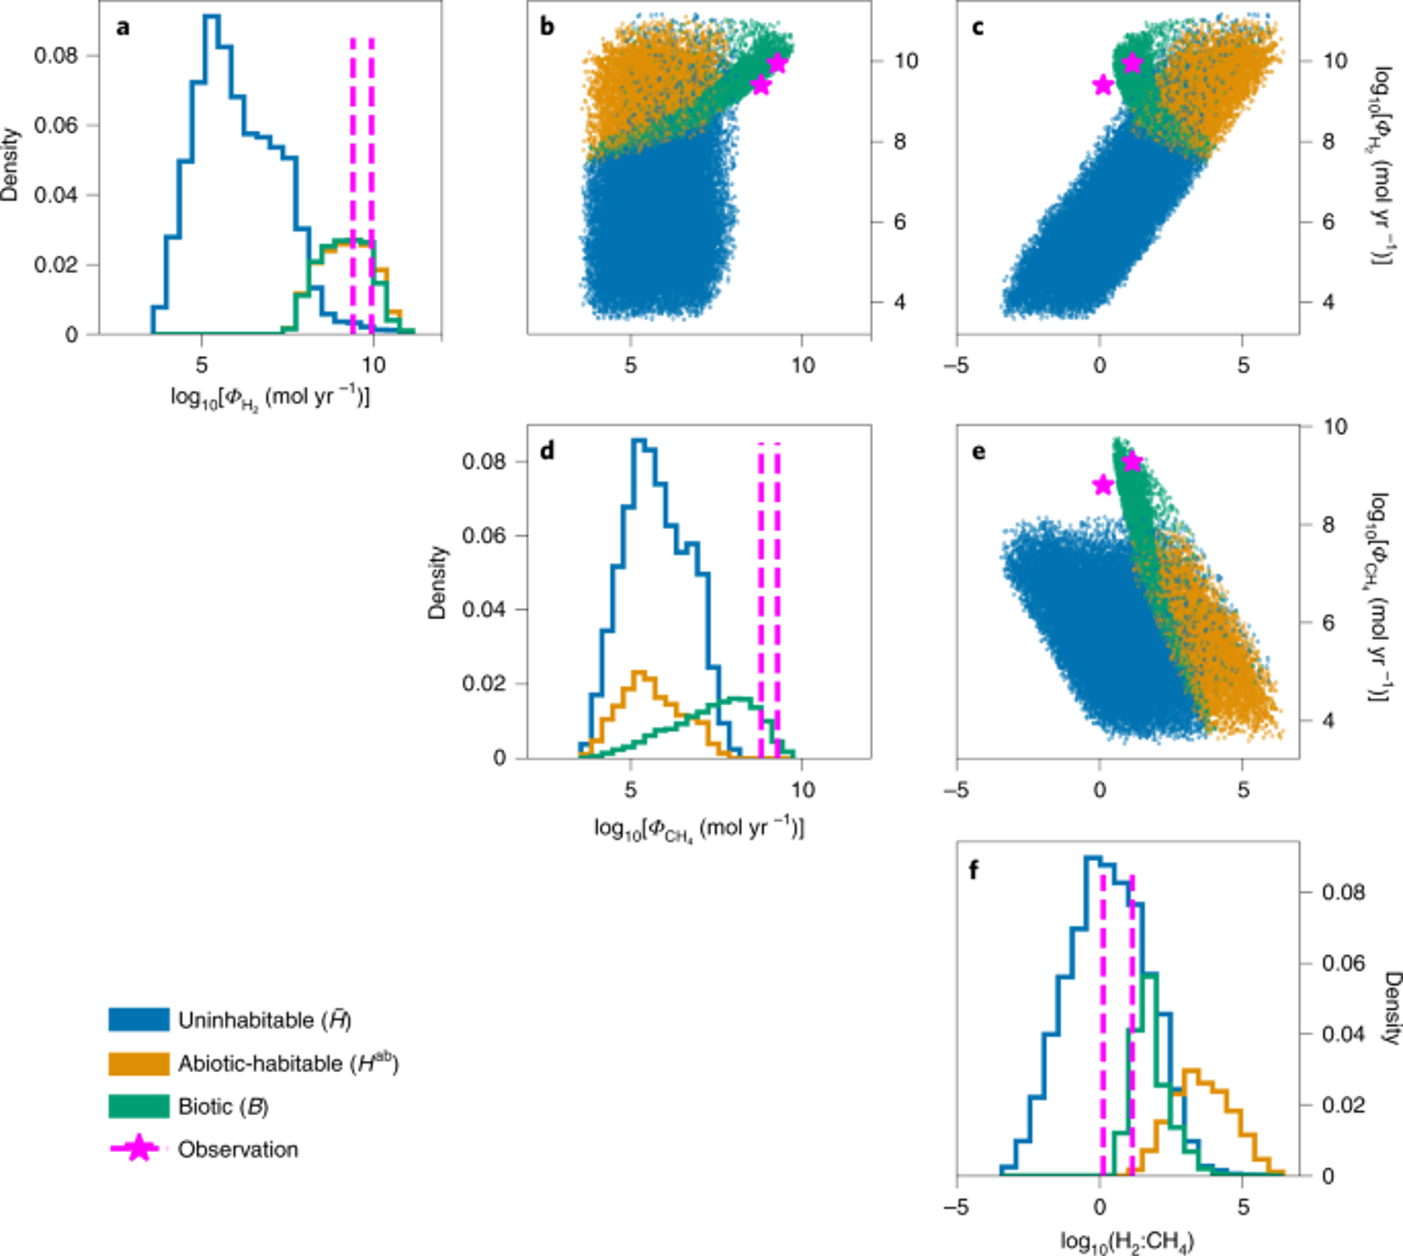 a
b
c
0.08
0.06
0.04
0.02
0
Density
5
10
log10[ΦH2 (mol yr −1)]
5
10
10
8
6
4
−5
0
5
10
8
6
4
log10[ΦH2 (mol yr −1)]
d
e
0.08
0.06
0.04
0.02
0
Density
5
10
log10[ΦCH4 (mol yr −1)]
−5
0
5
10
8
6
4
log10[ΦCH4 (mol yr −1)]
f
0.08
0.06
0.04
0.02
0
Density
−5
0
5
log10(H2:CH4)
Uninhabitable (H̄)
Abiotic-habitable (Hab)
Biotic (B)
Observation